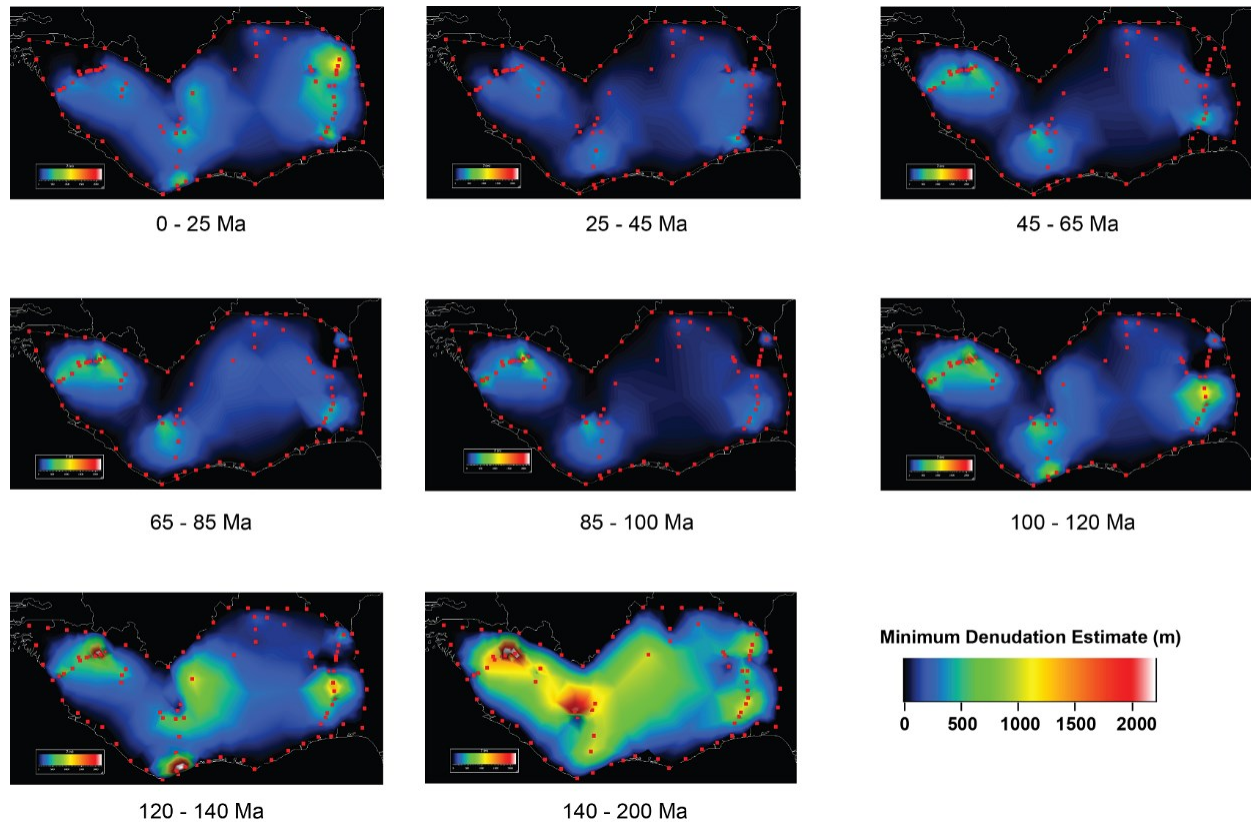 0 - 25 Ma
25 - 45 Ma
45 - 65 Ma
65 - 85 Ma
85 - 100 Ma
100 - 120 Ma
Minimum Denudation Estimate (m)
0 500 1000 1500 2000
120 - 140 Ma
140 - 200 Ma